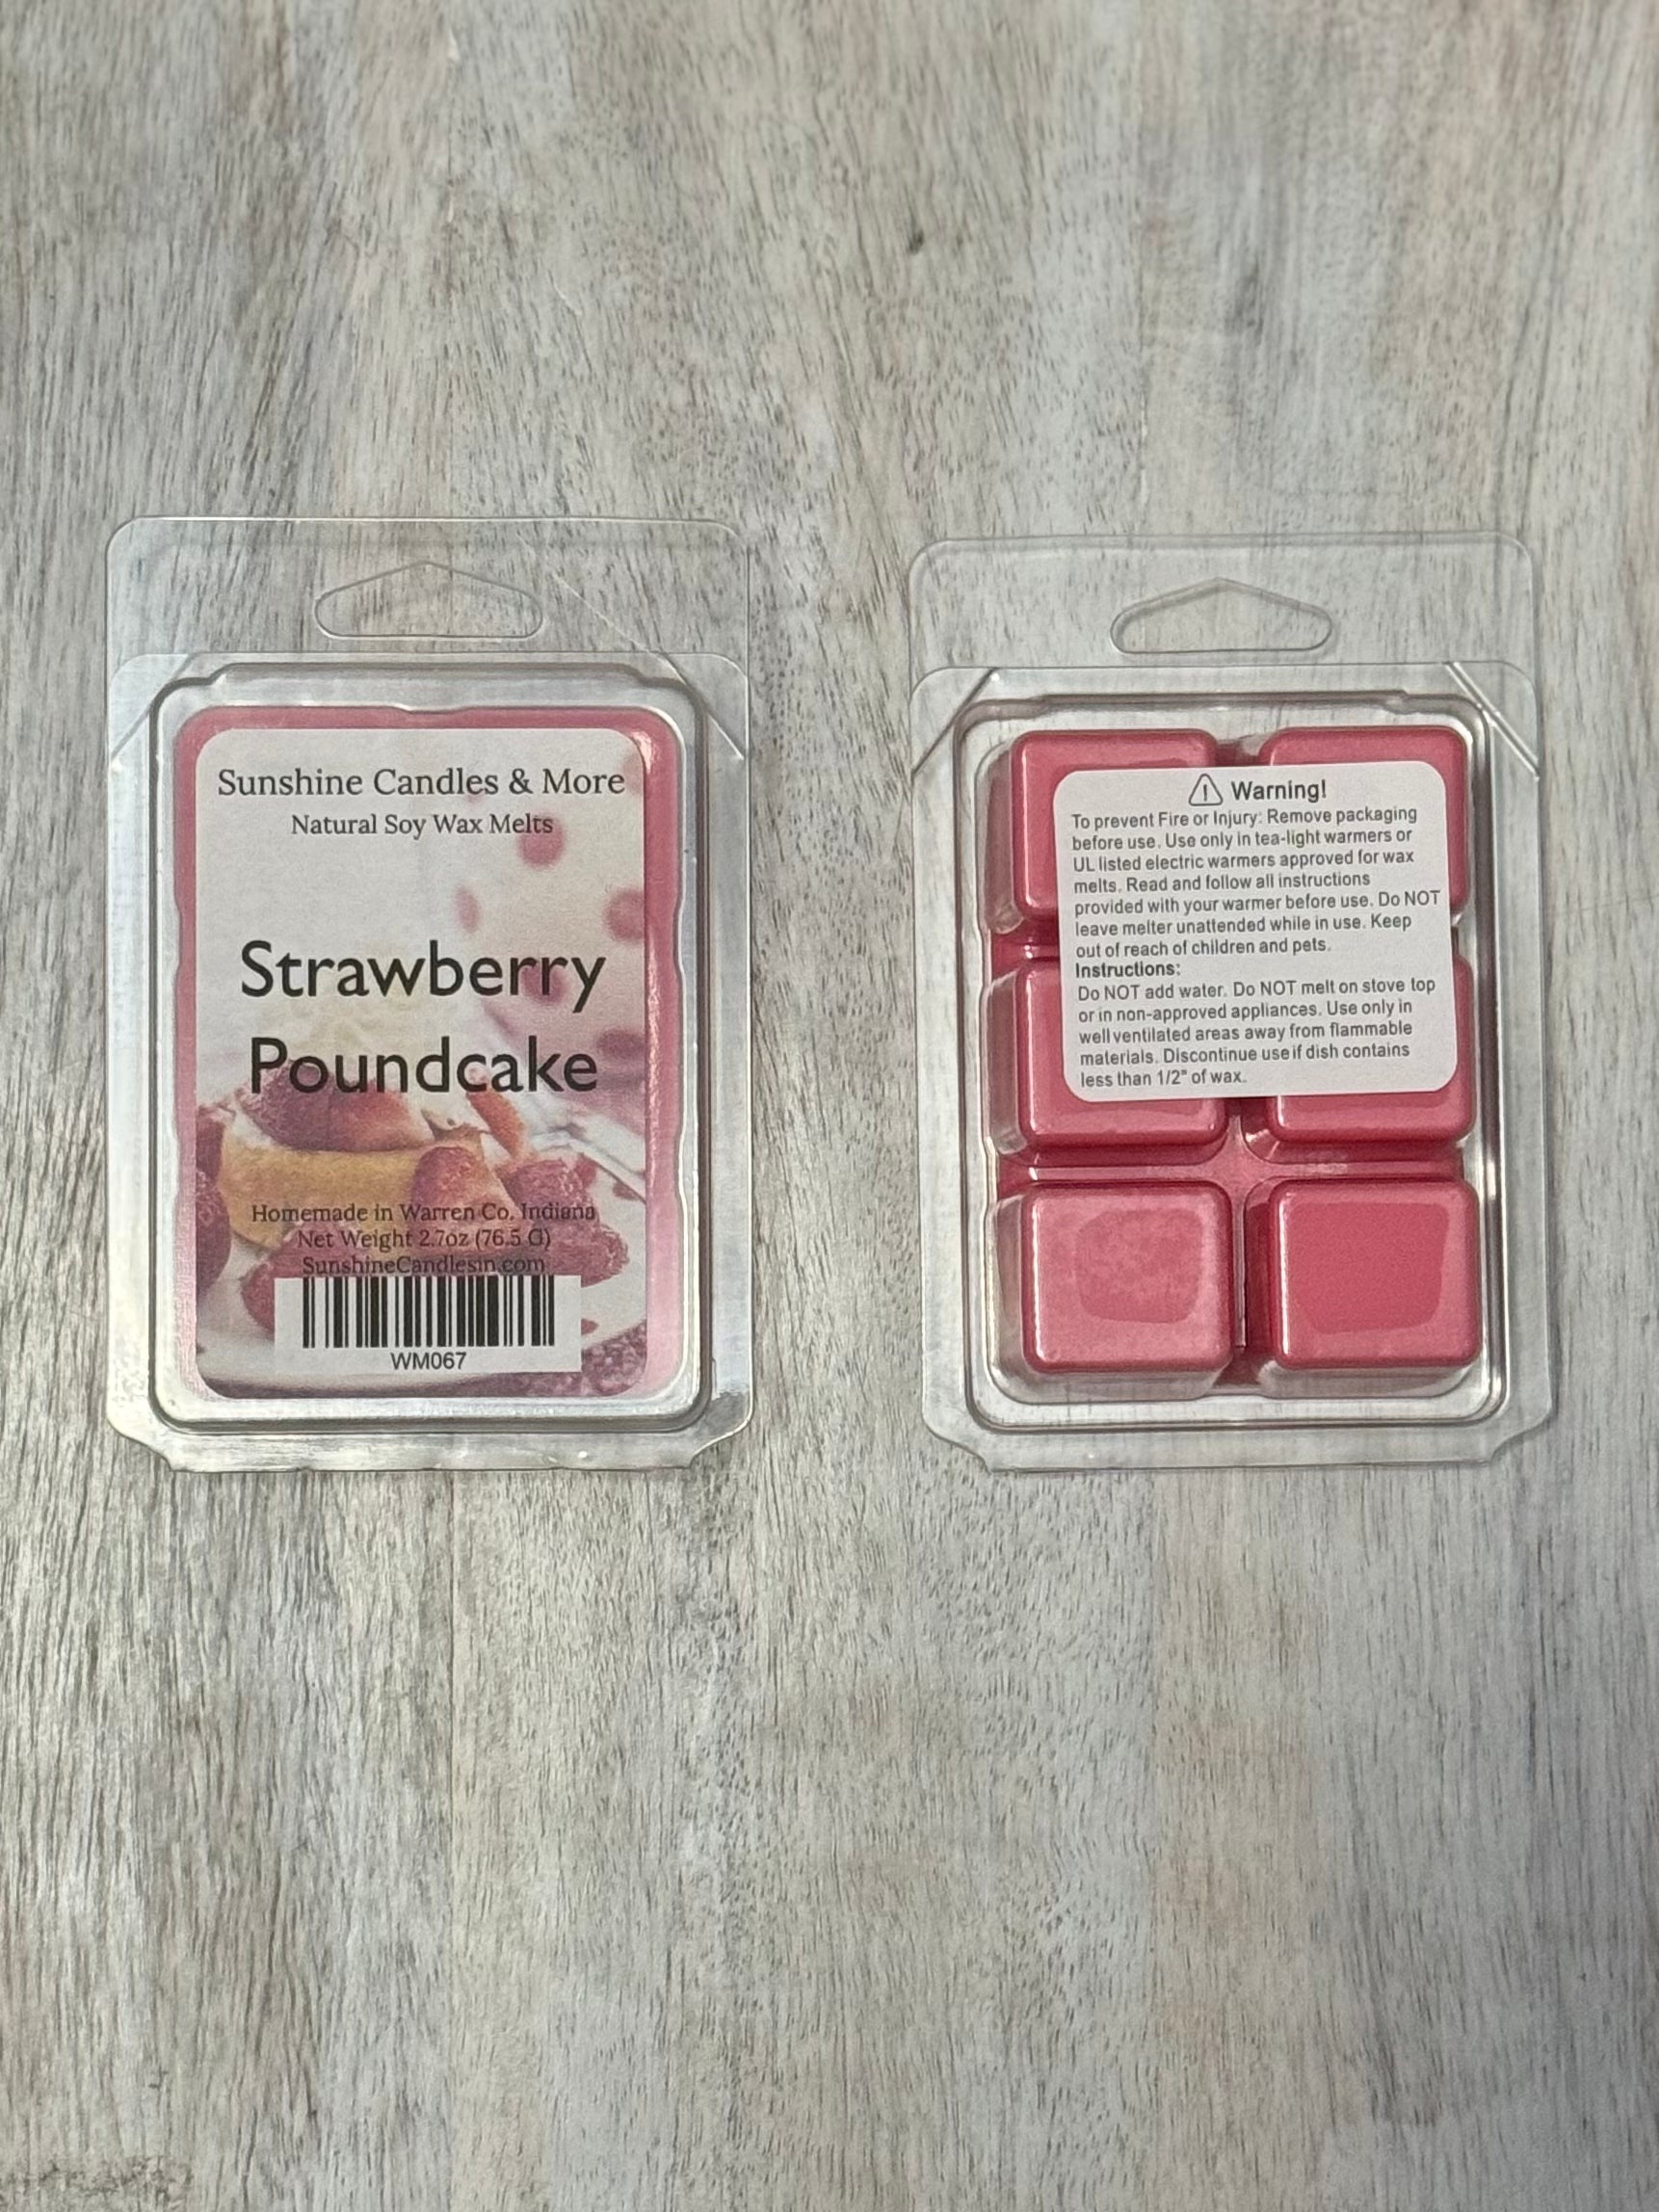 Sunshine Candles & More
Natural Soy Wax Melts
Strawberry
Poundcake
Homemade in Warren Co. Indiana
Net Weight 2.7oz (76.5 G)
SunshineCandlesin.com
WM067
Warning!
To prevent Fire or Injury: Remove packaging
before use. Use only in tea-light warmers or
UL listed electric warmers approved for wax
melts. Read and follow all instructions
provided with your warmer before use. Do NOT
leave melter unattended while in use. Keep
out of reach of children and pets.
Instructions:
Do NOT add water. Do NOT melt on stove top
or in non-approved appliances. Use only in
well ventilated areas away from flammable
materials. Discontinue use if dish contains
less than 1/2" of wax.